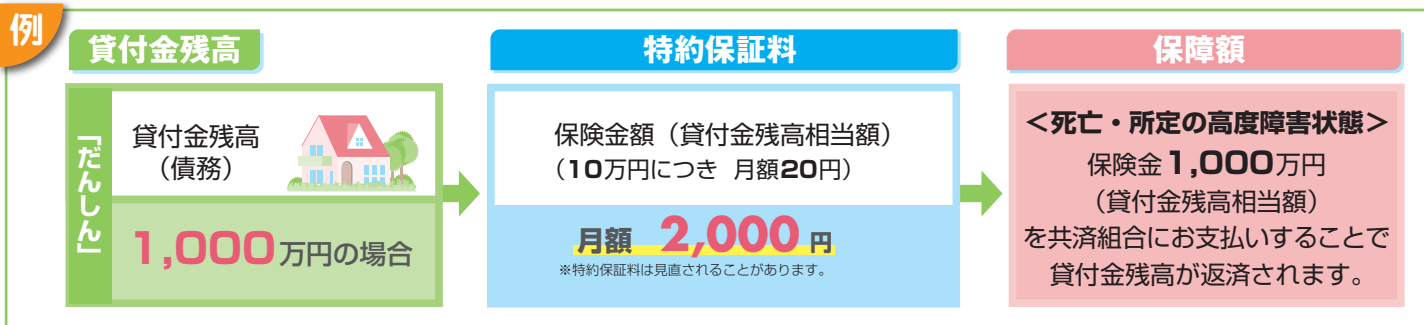 例
貸付金残高
「だんしん」
貸付金残高
（債務）
1,000万円の場合
特約保証料
保険金額（貸付金残高相当額）
（10万円につき 月額20円）
月額 2,000円
※特約保証料は見直されることがあります。
保障額
＜死亡・所定の高度障害状態＞
保険金1,000万円
（貸付金残高相当額）
を共済組合にお支払いすることで
貸付金残高が返済されます。